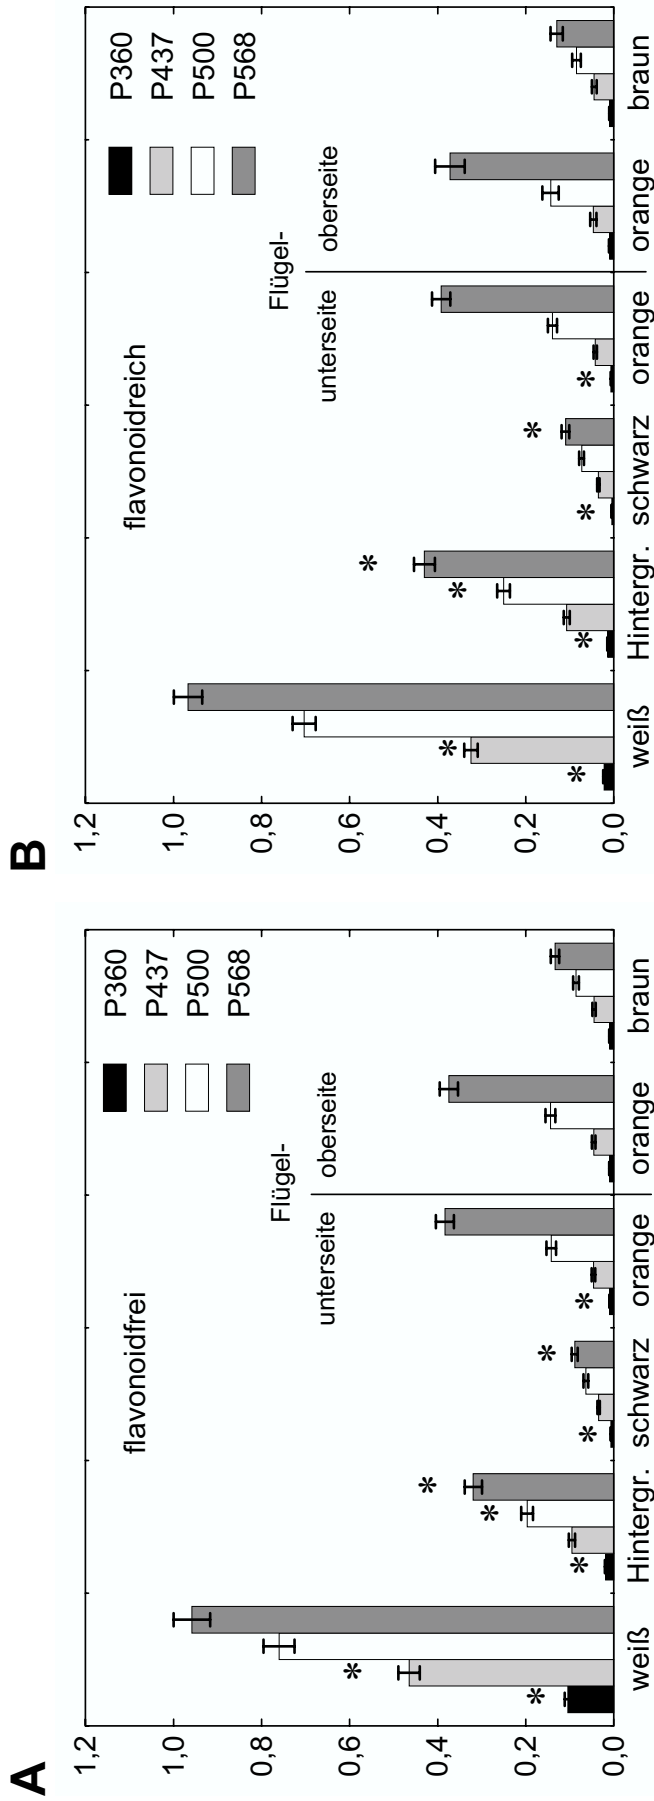 A
flavonoidfrei
P360
P437
P500
P568
Flügel-
unterseite oberseite
1,2
1,0
0,8
0,6
0,4
0,2
0,0
weiß Hintergr. schwarz orange orange braun
* * * * * * * *
B
flavonoidreich
P360
P437
P500
P568
Flügel-
unterseite oberseite
1,2
1,0
0,8
0,6
0,4
0,2
0,0
weiß Hintergr. schwarz orange orange braun
* * * * * * * *